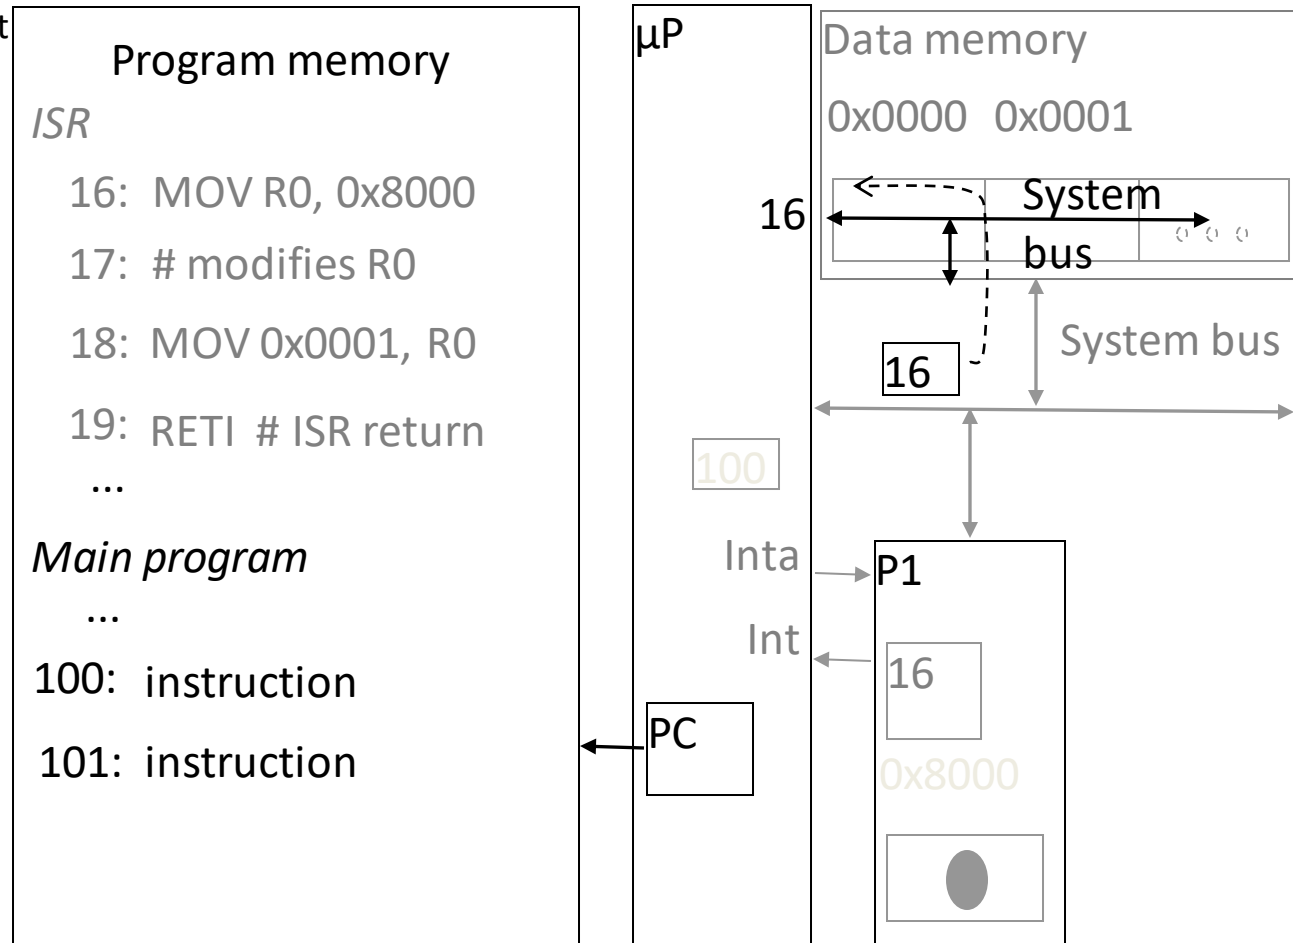 t
Program memory
ISR
16: MOV R0, 0x8000
17: # modifies R0
18: MOV 0x0001, R0
19: RETI # ISR return
...
Main program
...
100: instruction
101: instruction
µP
16
100
Inta
Int
PC
Data memory
0x0000 0x0001
System
bus
System bus
16
P1
16
0x8000